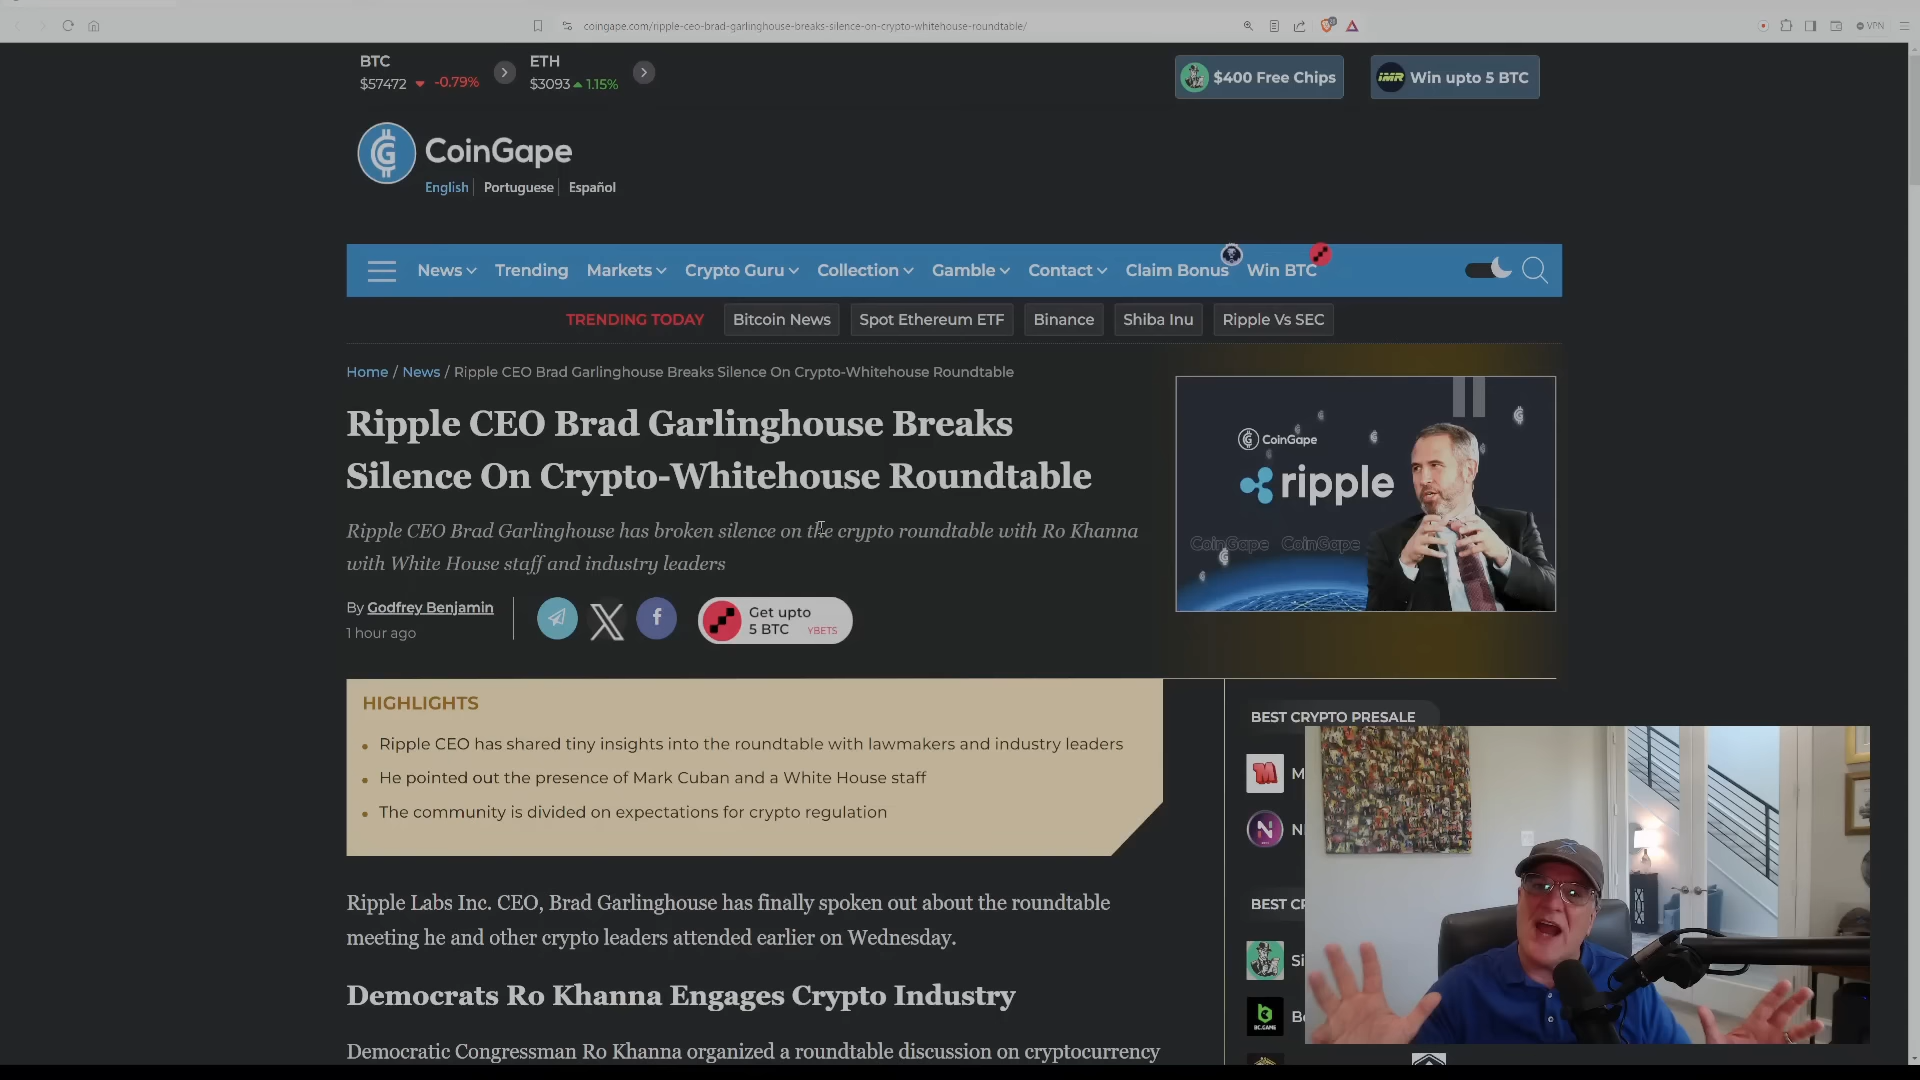 coingape.com/ripple-ceo-brad-garlinghouse-breaks-silence-on-crypto-whitehouse-roundtable/
VPN
BTC
$57472 -0.79%
ETH
$3093 1.15%
$400 Free Chips
Win upto 5 BTC
CoinGape
English Portuguese Español
News Trending Markets Crypto Guru Collection Gamble Contact Claim Bonus Win BTC
TRENDING TODAY Bitcoin News Spot Ethereum ETF Binance Shiba Inu Ripple Vs SEC
Home / News / Ripple CEO Brad Garlinghouse Breaks Silence On Crypto-Whitehouse Roundtable
Ripple CEO Brad Garlinghouse Breaks
Silence On Crypto-Whitehouse Roundtable
Ripple CEO Brad Garlinghouse has broken silence on the crypto roundtable with Ro Khanna
with White House staff and industry leaders
By Godfrey Benjamin
1 hour ago
Get upto
5 BTC YBETS
CoinGape
ripple
CoinGape CoinGape
HIGHLIGHTS
Ripple CEO has shared tiny insights into the roundtable with lawmakers and industry leaders
He pointed out the presence of Mark Cuban and a White House staff
The community is divided on expectations for crypto regulation
Ripple Labs Inc. CEO, Brad Garlinghouse has finally spoken out about the roundtable
meeting he and other crypto leaders attended earlier on Wednesday.
Democrats Ro Khanna Engages Crypto Industry
Democratic Congressman Ro Khanna organized a roundtable discussion on cryptocurrency
BEST CRYPTO PRESALE
BC.GAME